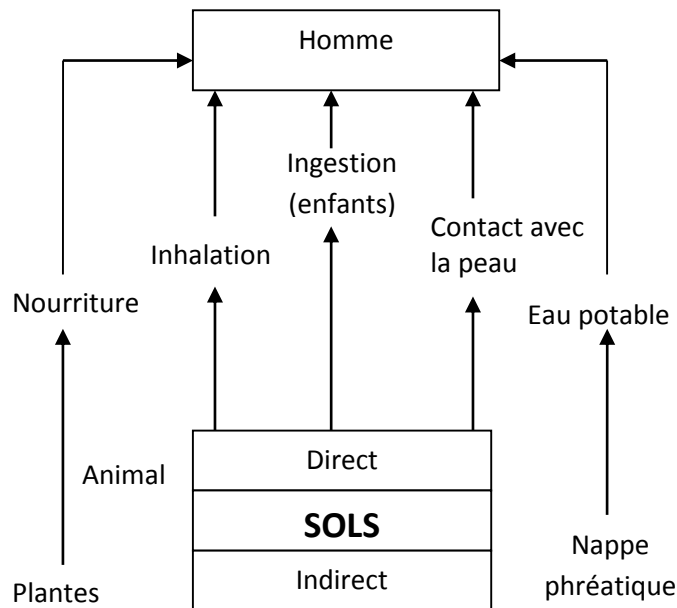 Homme
Ingestion
(enfants)
Contact avec
la peau
Inhalation
Nourriture
Eau potable
Direct
Animal
SOLS
Nappe
phréatique
Indirect
Plantes